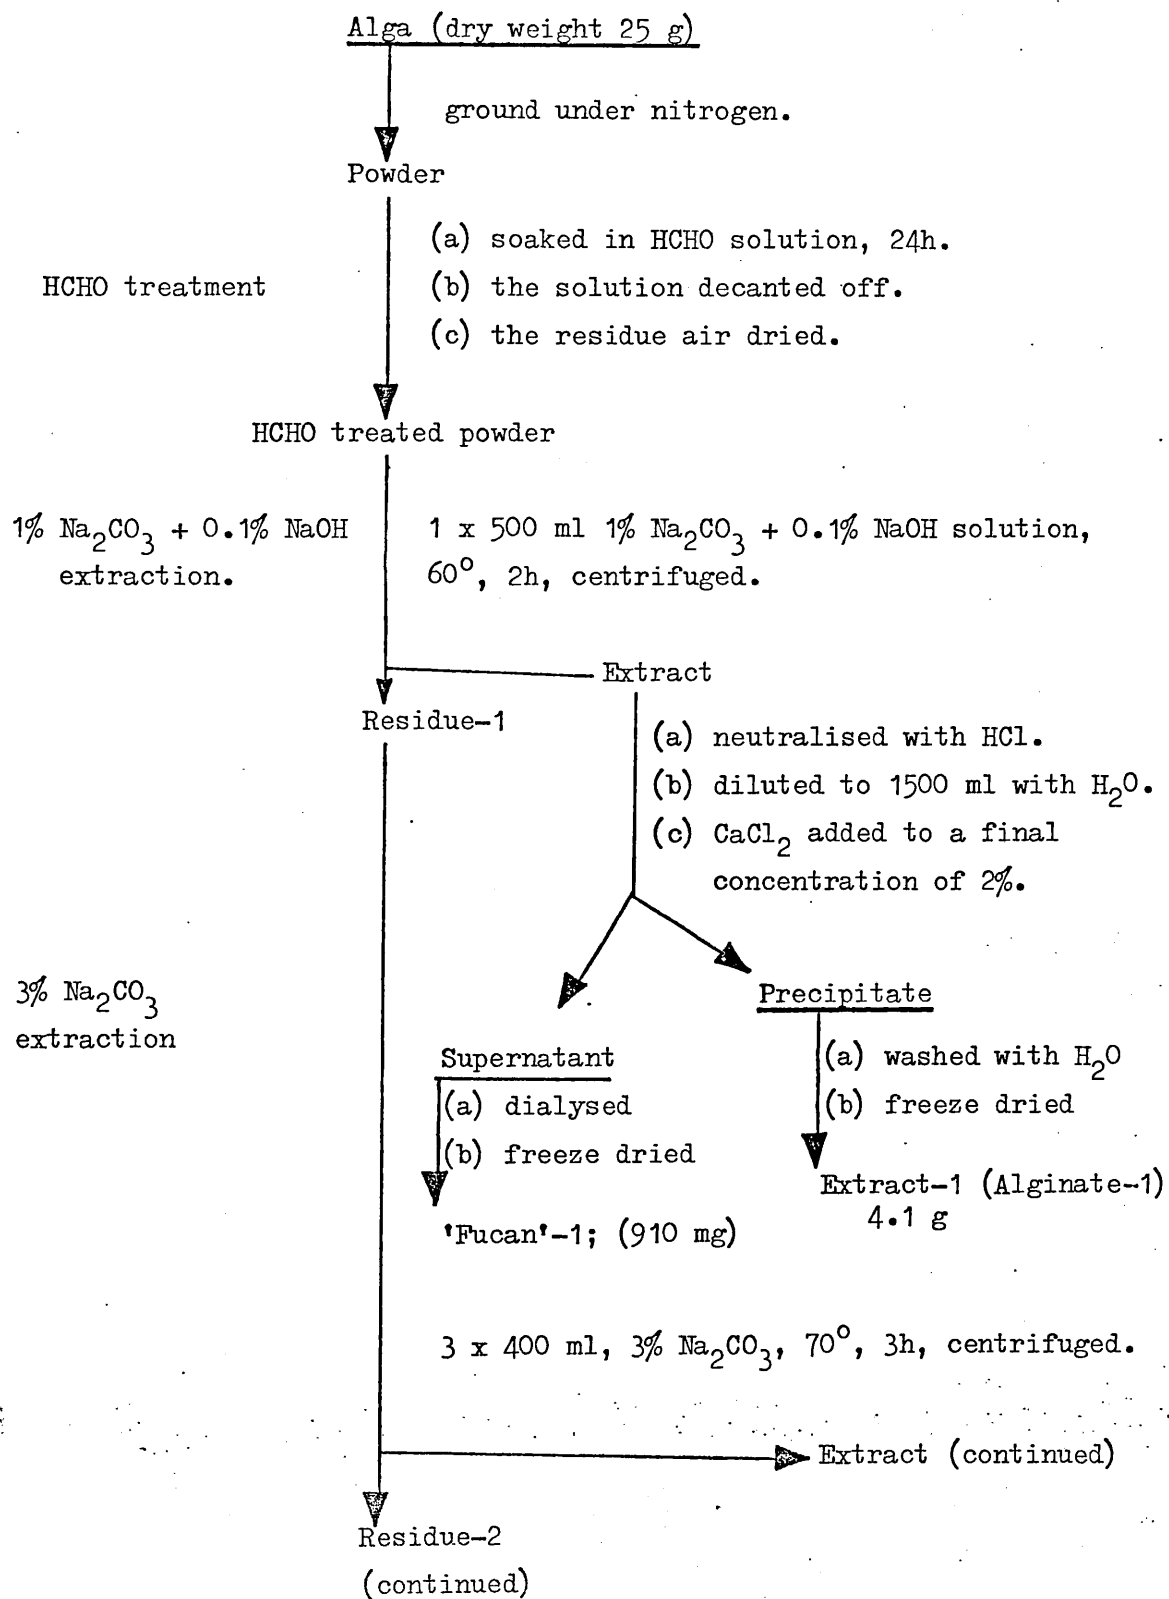 Alga (dry weight 25 g)
ground under nitrogen.
Powder
HCHO treatment
(a) soaked in HCHO solution, 24h.
(b) the solution decanted off.
(c) the residue air dried.
HCHO treated powder
1% Na₂CO₃ + 0.1% NaOH
extraction.
1 x 500 ml 1% Na₂CO₃ + 0.1% NaOH solution,
60°, 2h, centrifuged.
Extract
Residue-1
(a) neutralised with HCl.
(b) diluted to 1500 ml with H₂O.
(c) CaCl₂ added to a final
concentration of 2%.
3% Na₂CO₃
extraction
Precipitate
(a) washed with H₂O
(b) freeze dried
Extract-1 (Alginate-1)
4.1 g
Supernatant
(a) dialysed
(b) freeze dried
'Fucan'-1; (910 mg)
3 x 400 ml, 3% Na₂CO₃, 70°, 3h, centrifuged.
Extract (continued)
Residue-2
(continued)